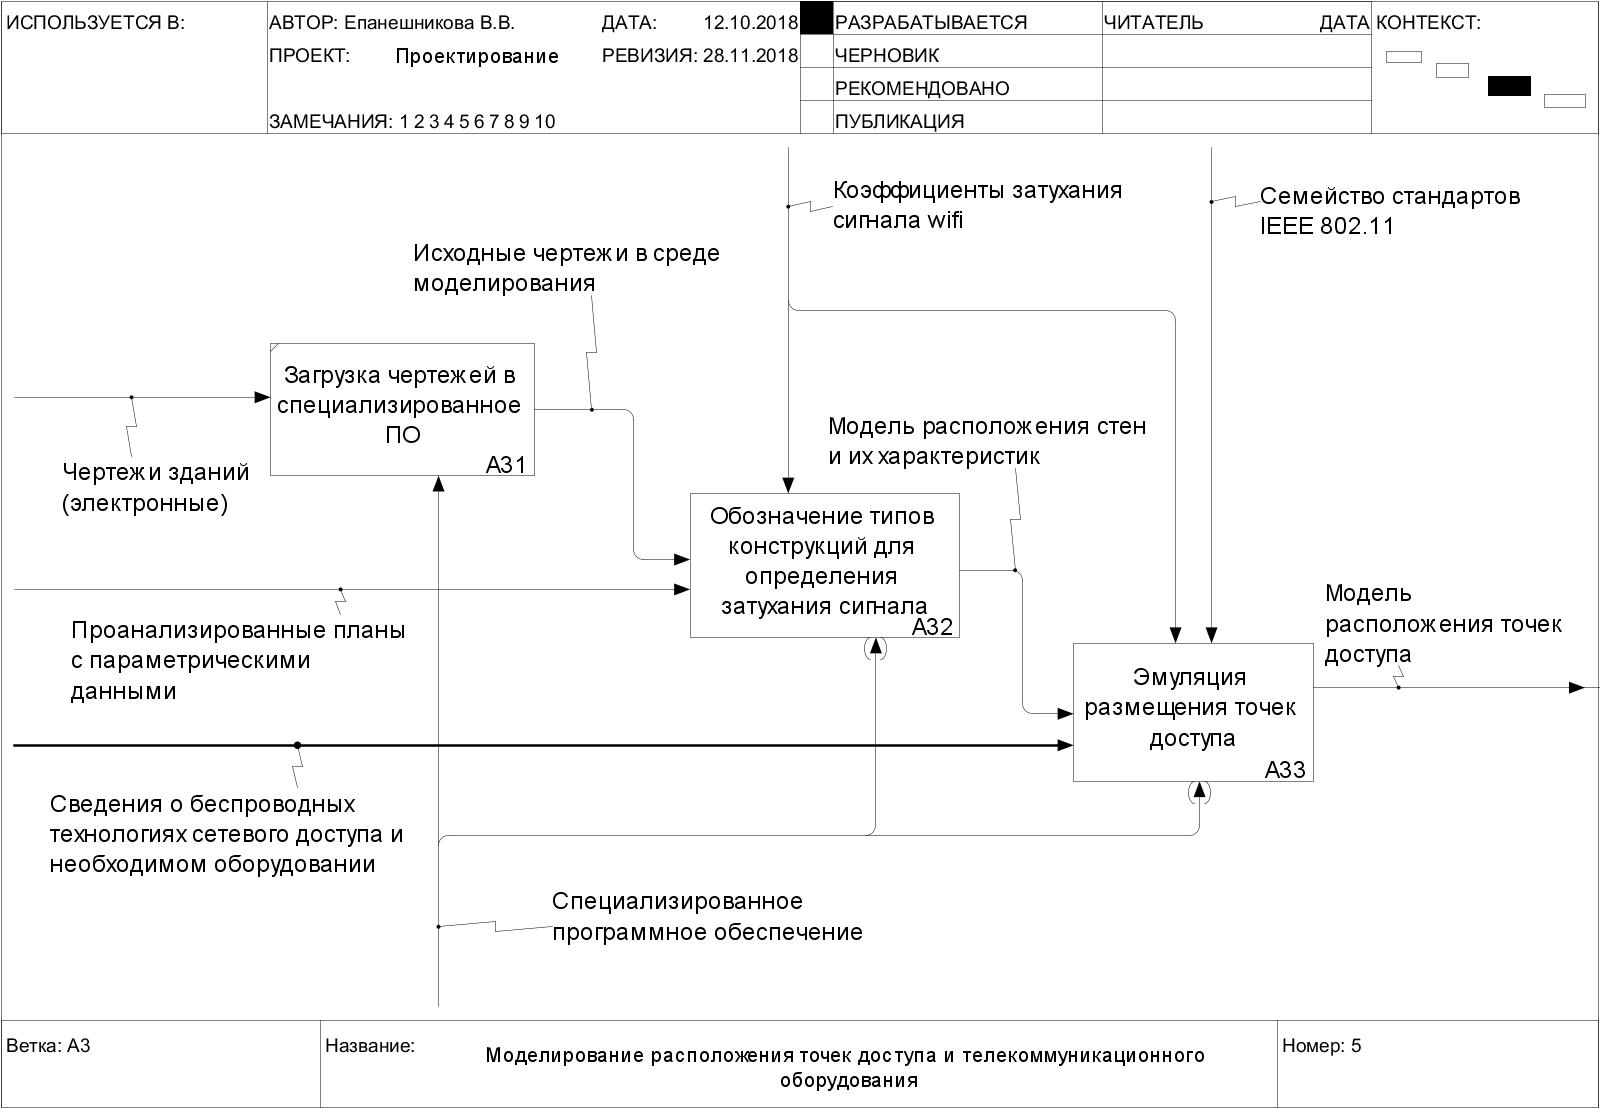 ИСПОЛЬЗУЕТСЯ В:
АВТОР: Епанешникова В.В.
ДАТА: 12.10.2018
РАЗРАБАТЫВАЕТСЯ
ЧИТАТЕЛЬ
ДАТА
КОНТЕКСТ:
ПРОЕКТ: Проектирование
РЕВИЗИЯ: 28.11.2018
ЧЕРНОВИК
РЕКОМЕНДОВАНО
ЗАМЕЧАНИЯ: 1 2 3 4 5 6 7 8 9 10
ПУБЛИКАЦИЯ
Коэффициенты затухания
сигнала wifi
Семейство стандартов
IEEE 802.11
Исходные чертежи в среде
моделирования
Загрузка чертежей в
специализированное
ПО
A31
Чертежи зданий
(электронные)
Модель расположения стен
и их характеристик
Обозначение типов
конструкций для
определения
затухания сигнала
A32
Проанализированные планы
с параметрическими
данными
Модель
расположения точек
доступа
Эмуляция
размещения точек
доступа
A33
Сведения о беспроводных
технологиях сетевого доступа и
необходимом оборудовании
Специализированное
программное обеспечение
Ветка: A3
Название:
Моделирование расположения точек доступа и телекоммуникационного
оборудования
Номер: 5